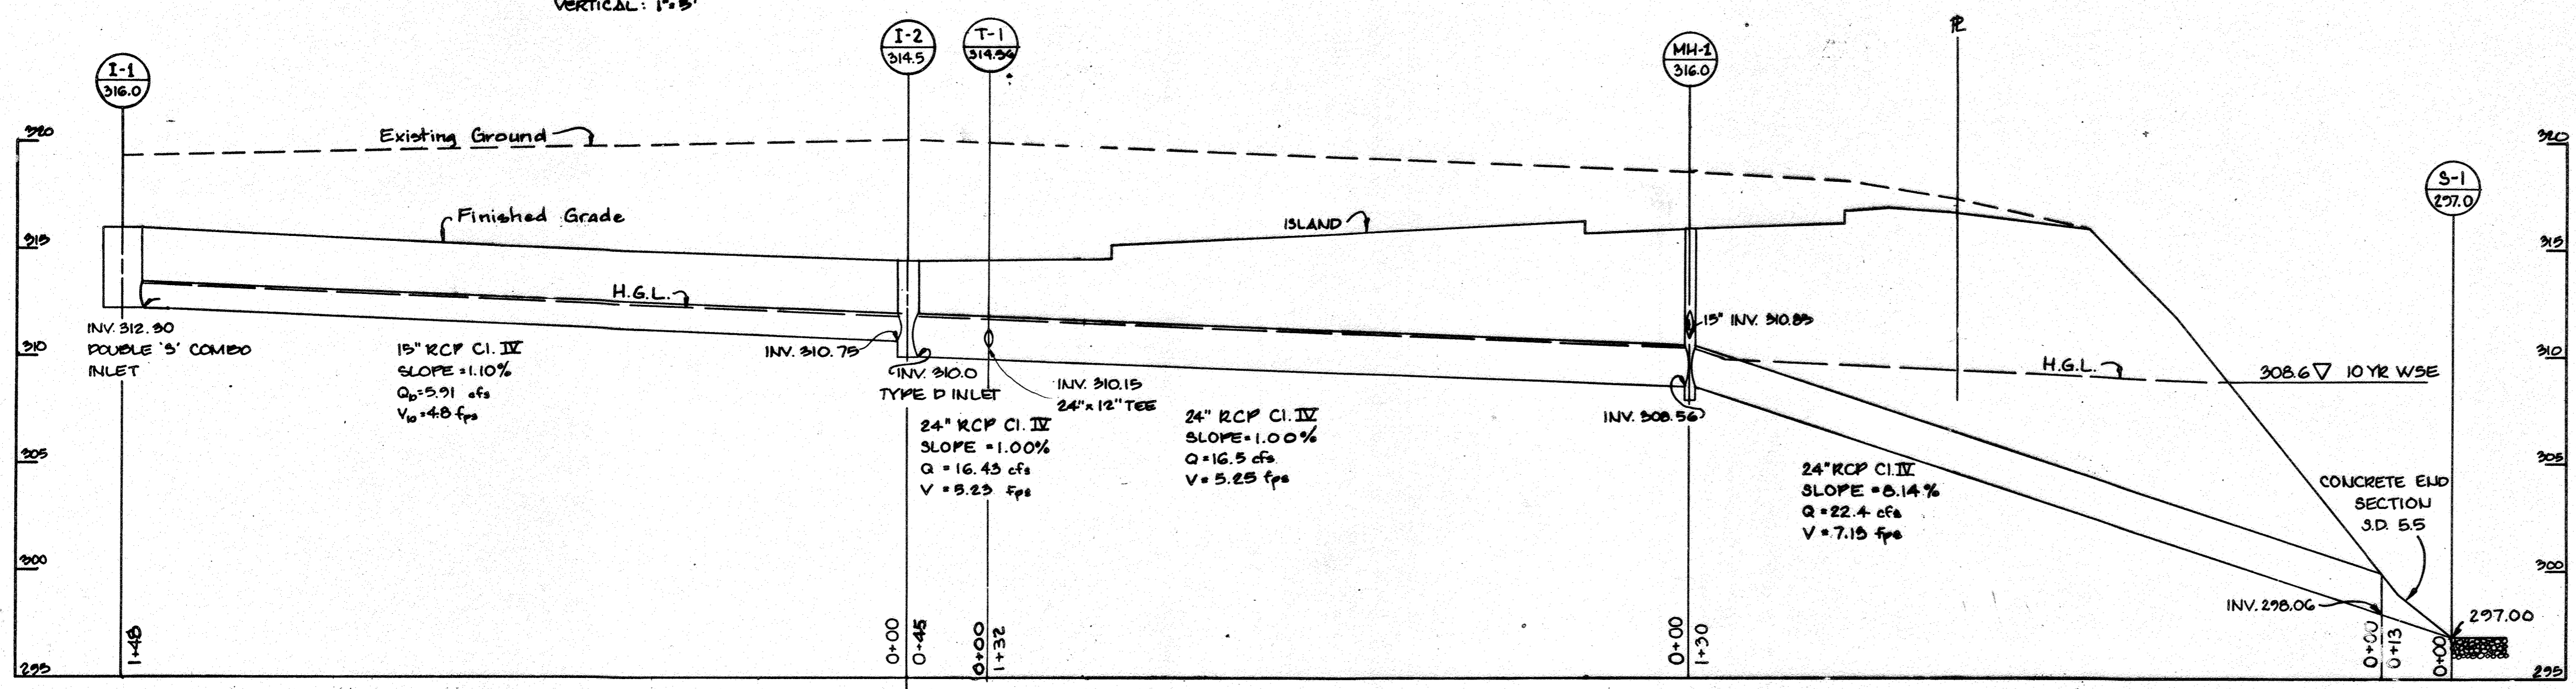 VERTICAL: 1"=5'
I-1
316.0
I-2
314.5
T-1
314.56
MH-1
316.0
P̲L
S-1
297.0
320
315
310
305
300
295
320
315
310
305
300
295
Existing Ground
Finished Grade
ISLAND
H.G.L.
H.G.L.
308.6 ▽ 10 YR WSE
INV. 312.30
DOUBLE 'S' COMBO
INLET
15" RCP Cl. IV
SLOPE = 1.10%
Q₁₀=5.91 cfs
V₁₀=4.8 fps
INV. 310.75
INV. 310.0
TYPE D INLET
24" RCP Cl. IV
SLOPE = 1.00%
Q = 16.43 cfs
V = 5.23 fps
INV. 310.15
24" x 12" TEE
24" RCP Cl. IV
SLOPE = 1.00%
Q = 16.5 cfs
V = 5.25 fps
15" INV. 310.83
INV. 308.56
24" RCP Cl. IV
SLOPE = 8.14%
Q = 22.4 cfs
V = 7.13 fps
CONCRETE END
SECTION
S.D. 5.5
INV. 298.06
297.00
1+48
0+00
0+45
0+00
1+32
0+00
1+30
0+00
0+13
0+00